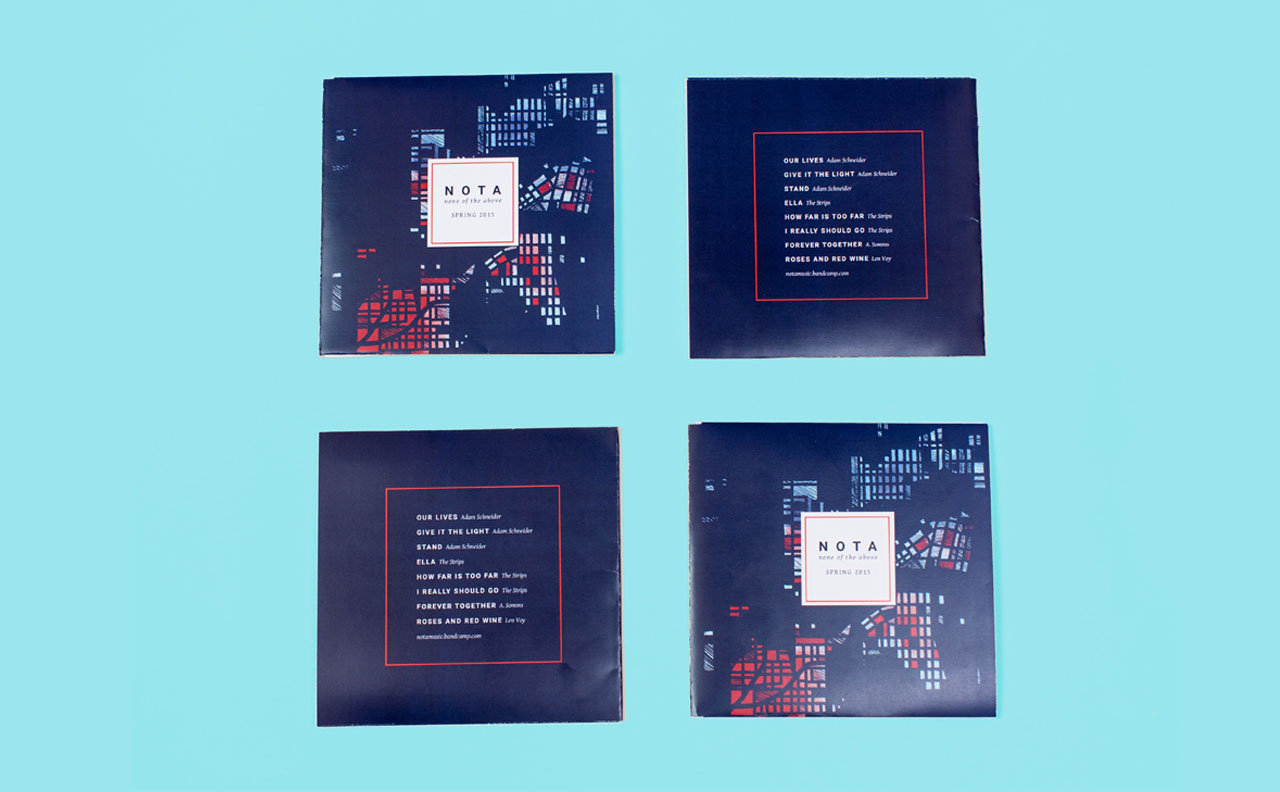 NOTA
none of the above
SPRING 2015
OUR LIVES Adam Schneider
GIVE IT THE LIGHT Adam Schneider
STAND Adam Schneider
ELLA The Strips
HOW FAR IS TOO FAR The Strips
I REALLY SHOULD GO The Strips
FOREVER TOGETHER A. Somms
ROSES AND RED WINE Len Voy
notamusic.bandcamp.com
OUR LIVES Adam Schneider
GIVE IT THE LIGHT Adam Schneider
STAND Adam Schneider
ELLA The Strips
HOW FAR IS TOO FAR The Strips
I REALLY SHOULD GO The Strips
FOREVER TOGETHER A. Somms
ROSES AND RED WINE Len Voy
notamusic.bandcamp.com
NOTA
none of the above
SPRING 2015